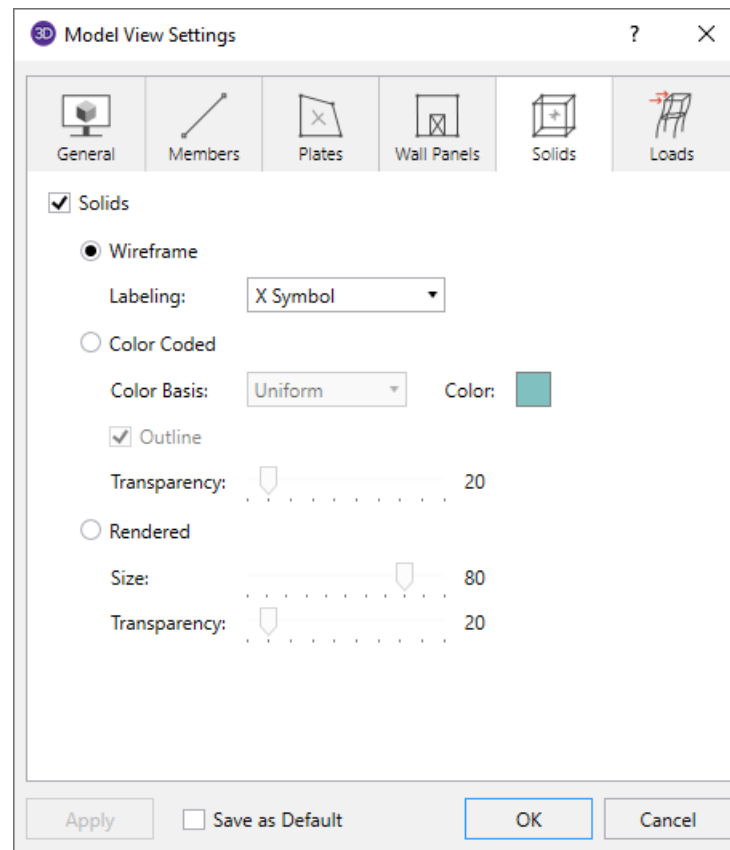 3D Model View Settings ?
General Members Plates Wall Panels Solids Loads
Solids
Wireframe
Labeling: X Symbol
Color Coded
Color Basis: Uniform Color:
Outline
Transparency: 20
Rendered
Size: 80
Transparency: 20
Apply Save as Default OK Cancel